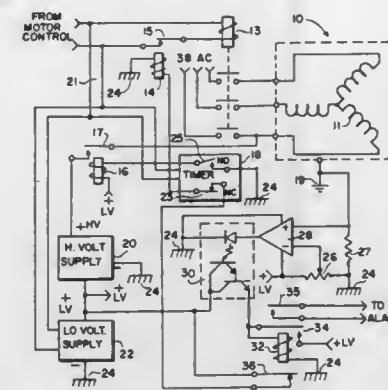 FROM
MOTOR
CONTROL
15
13
10
38 AC
21
24
14
11
17
25
NO
18
TIMER
16
NC
24
19
+
LV
23
+HV
24
+
28
-
27
H. VOLT
SUPPLY
20
30
+
LV
26
24
24
+
LV
+
LV
35
TO
ALA
34
LO VOLT.
SUPPLY
22
32
+LV
24
36
-
24